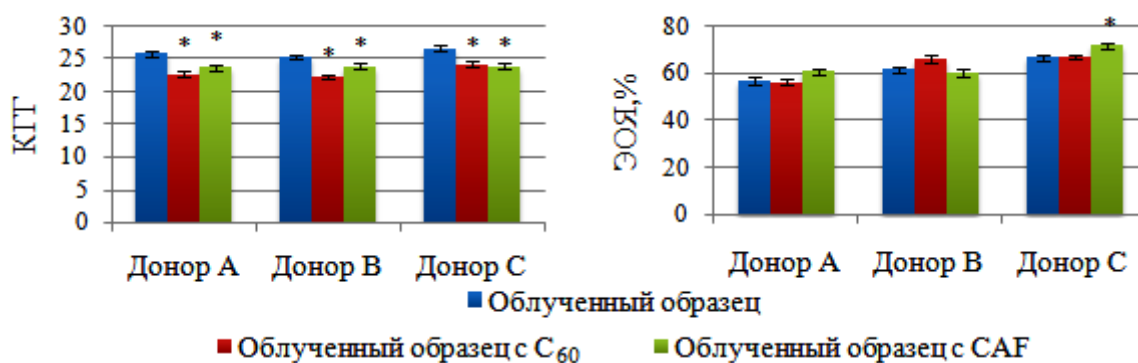 КГГ
30
25
20
15
10
5
0
* * * * * *
Донор А Донор В Донор С
ЭОЯ,%
80
60
40
20
0
*
Донор А Донор В Донор С
Облученный образец
Облученный образец с C₆₀ Облученный образец с CAF